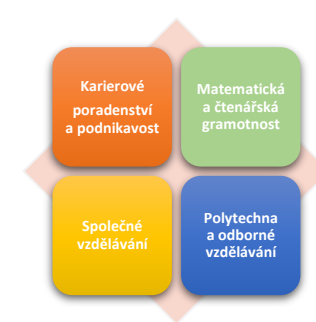 Karierové
poradenství
a podnikavost
Matematická
a čtenářská
gramotnost
Společné
vzdělávání
Polytechna
a odborné
vzdělávání